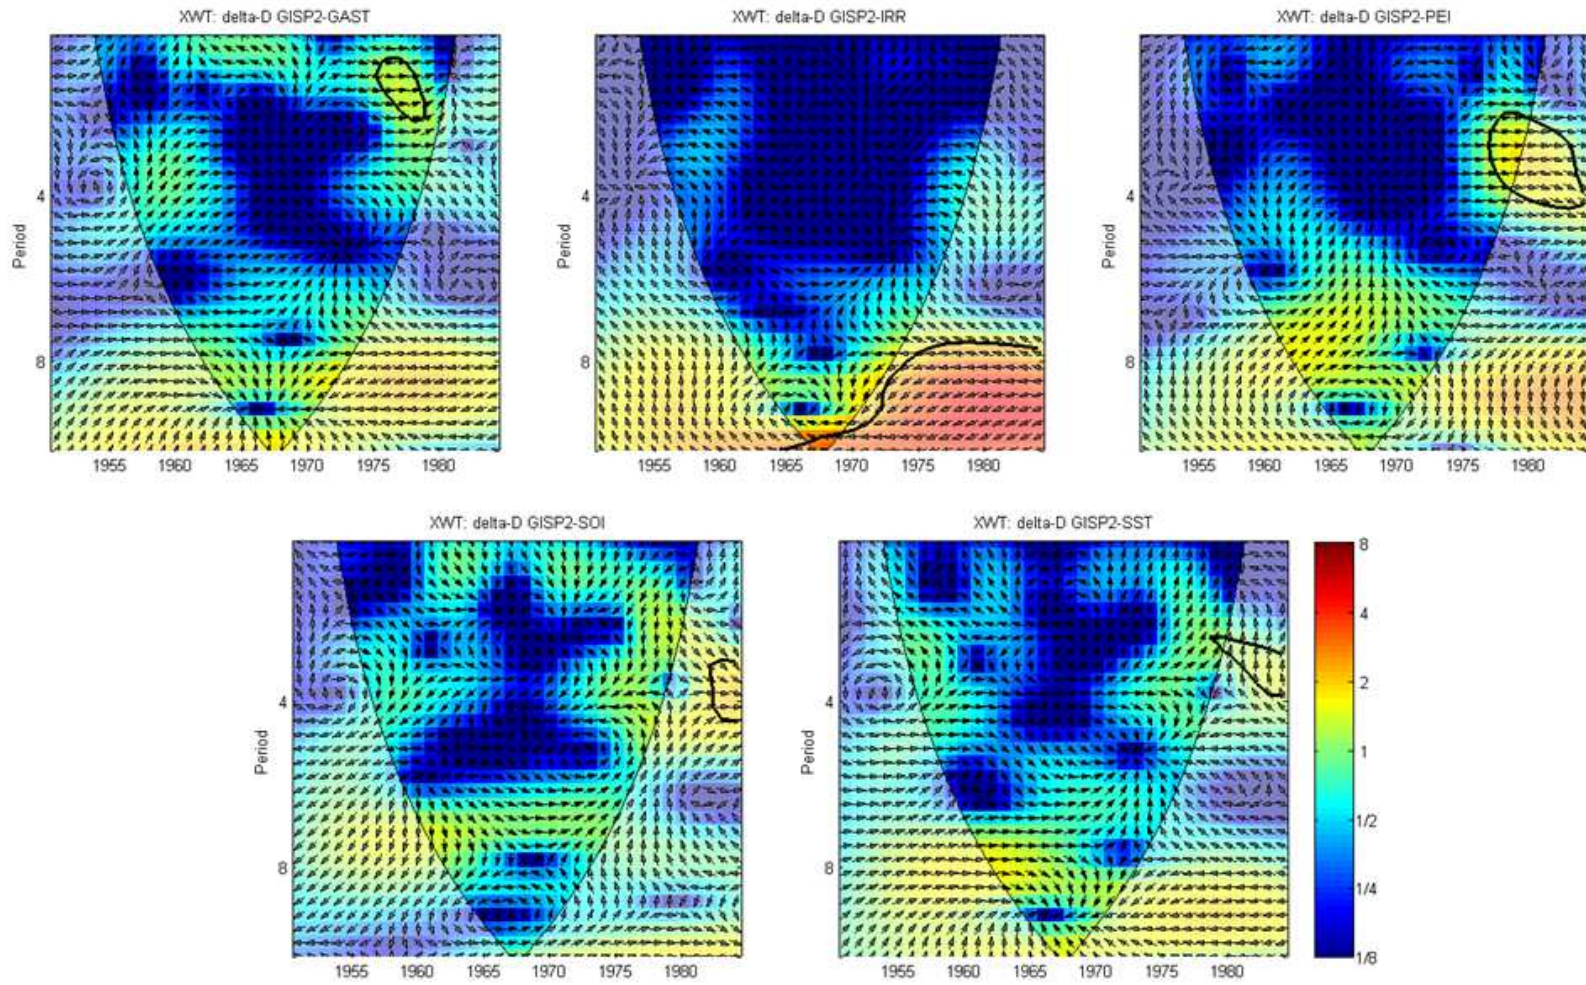 XWT: delta-D GISP2-GAST
XWT: delta-D GISP2-IRR
XWT: delta-D GISP2-PEI
Period
4
8
1955 1960 1965 1970 1975 1980
Period
4
8
1955 1960 1965 1970 1975 1980
Period
4
8
1955 1960 1965 1970 1975 1980
XWT: delta-D GISP2-SOI
XWT: delta-D GISP2-SST
Period
4
8
1955 1960 1965 1970 1975 1980
Period
4
8
1955 1960 1965 1970 1975 1980
8
4
2
1
1/2
1/4
1/8